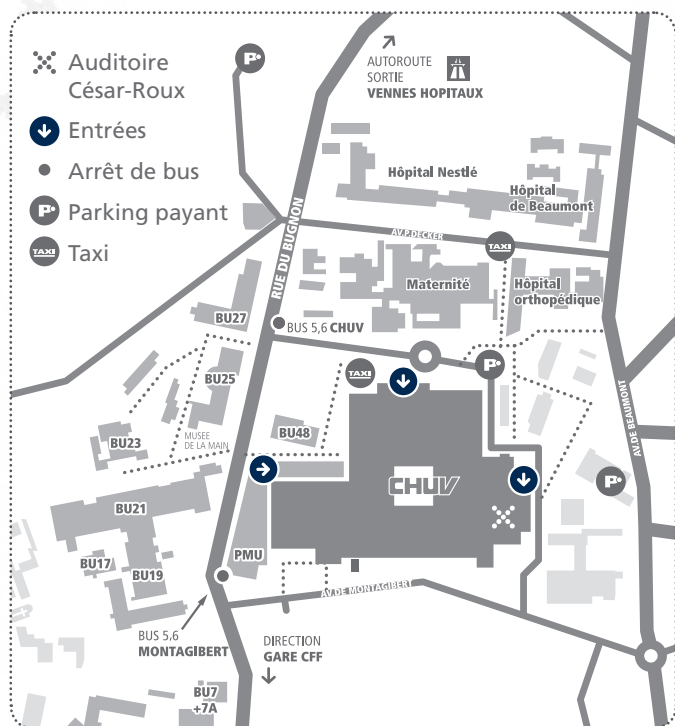 Auditoire
César-Roux
Entrées
Arrêt de bus
P
Parking payant
TAXI
Taxi
P
AUTOROUTE
SORTIE
VENNES HOPITAUX
Hôpital Nestlé
Hôpital
de Beaumont
AV.P.DECKER
TAXI
RUE DU BUGNON
Maternité
Hôpital
orthopédique
BU27
BUS 5,6 CHUV
P
BU25
TAXI
AV.DE BEAUMONT
BU23
MUSEE
DE LA MAIN
BU48
CHUV
P
BU21
BU17
BU19
PMU
AV.DE MONTAGIBERT
BUS 5,6
MONTAGIBERT
DIRECTION
GARE CFF
BU7
+7A